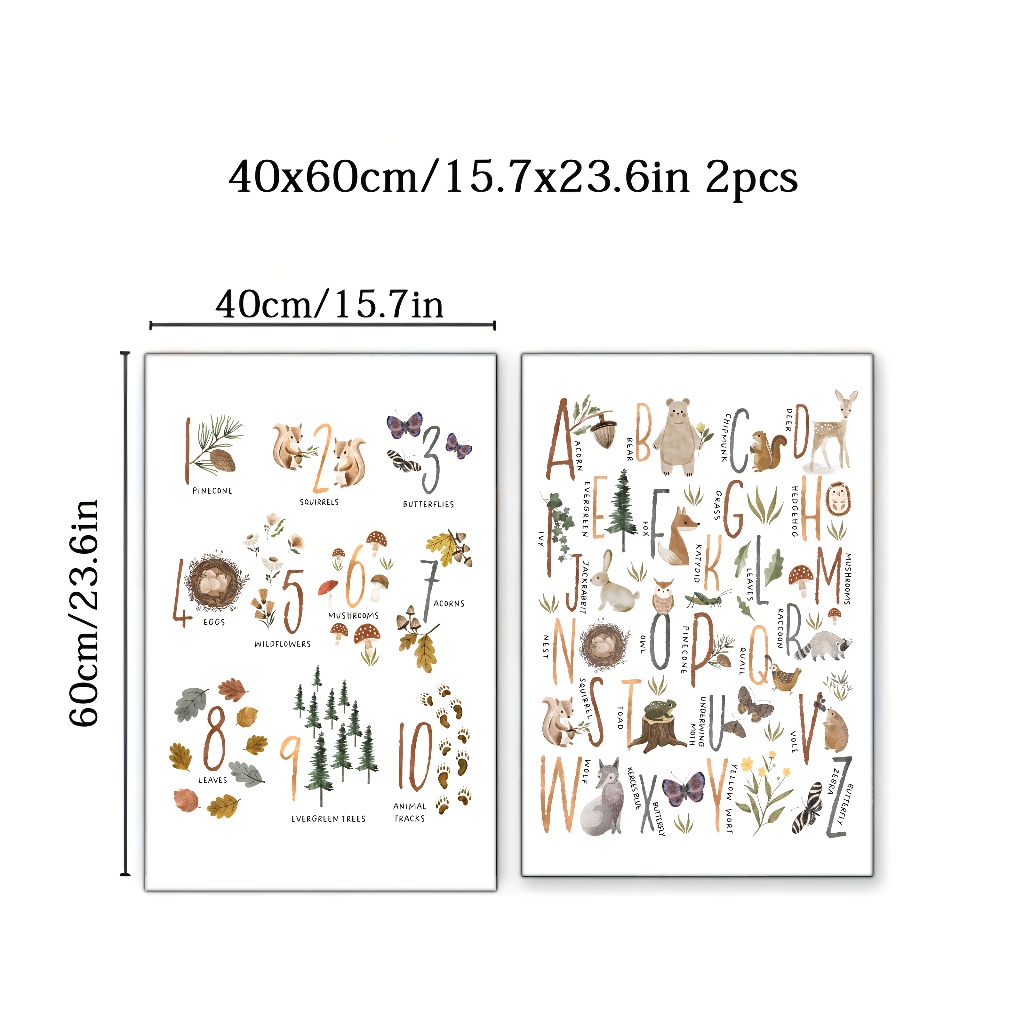 40x60cm/15.7x23.6in 2pcs
40cm/15.7in
60cm/23.6in
1
PINECONE
2
SQUIRRELS
3
BUTTERFLIES
4
EGGS
5
WILDFLOWERS
6
MUSHROOMS
7
ACORNS
8
LEAVES
9
EVERGREEN TREES
10
ANIMAL
TRACKS
A
ACORN
B
BEAR
C
CHIPMUNK
D
DEER
E
EVERGREEN
F
FOX
G
GRASS
H
HEDGEHOG
I
IVY
J
JACKRABBIT
K
KATYDID
L
LEAVES
M
MUSHROOMS
N
NEST
O
OWL
P
PINECONE
Q
QUAIL
R
RACCOON
S
SQUIRREL
T
TOAD
U
UNDERWING
MOTH
V
VOLE
W
WOLF
X
XERCES BLUE
BUTTERFLY
Y
YELLOW WORT
Z
ZEBRA
BUTTERFLY